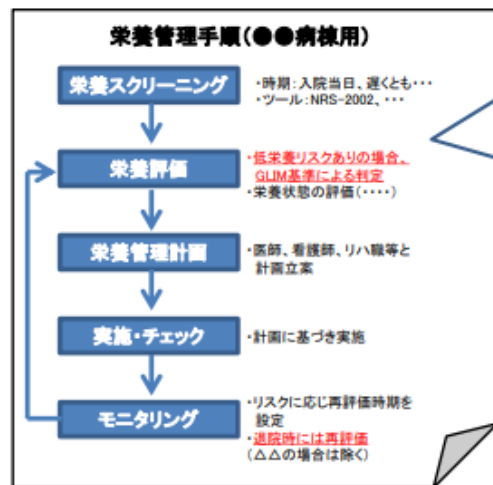 栄養管理手順(●●病棟用)
栄養スクリーニング
・時期:入院当日、遅くとも・・・
・ツール:NRS-2002、・・・
栄養評価
・低栄養リスクありの場合、
GLIM基準による判定
・栄養状態の評価(・・・・)
栄養管理計画
・医師、看護師、リハ職等と
計画立案
実施・チェック
・計画に基づき実施
モニタリング
・リスクに応じ再評価時期を
設定
・退院時には再評価
(△△の場合は除く)